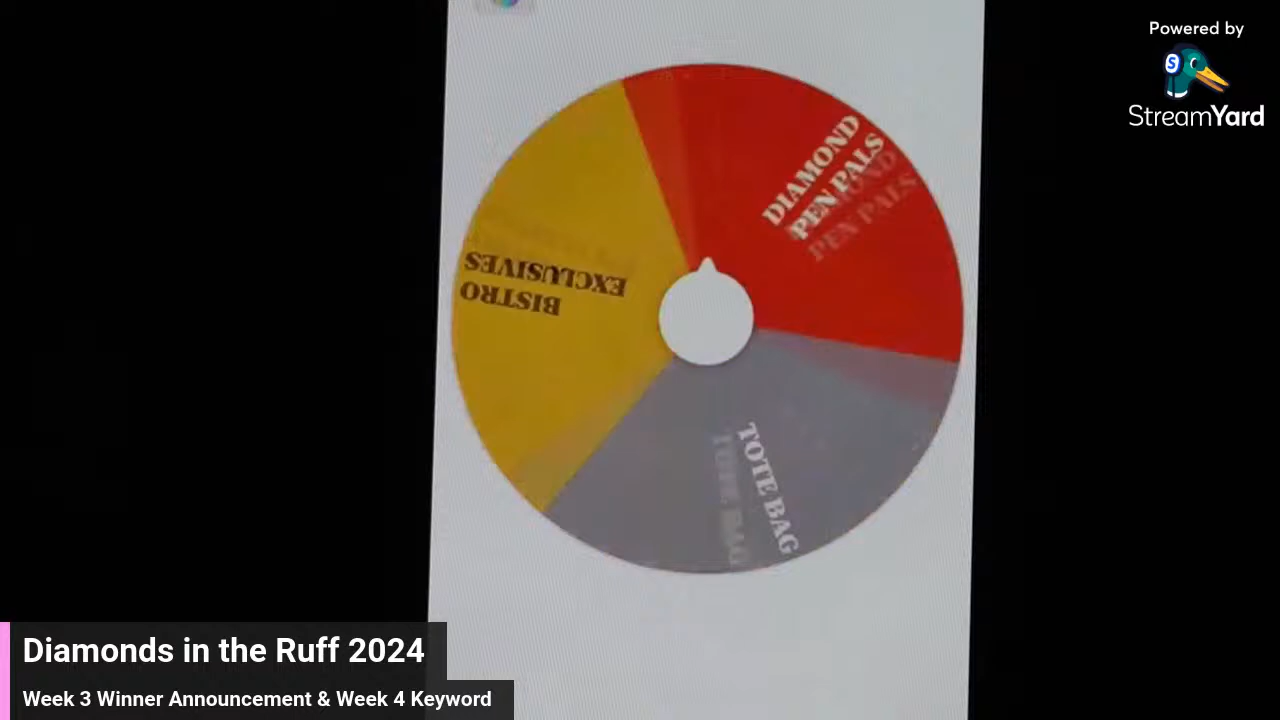 Powered by
StreamYard
DIAMOND
PEN PALS
BISTRO
EXCLUSIVES
TOTE BAG
Diamonds in the Ruff 2024
Week 3 Winner Announcement & Week 4 Keyword